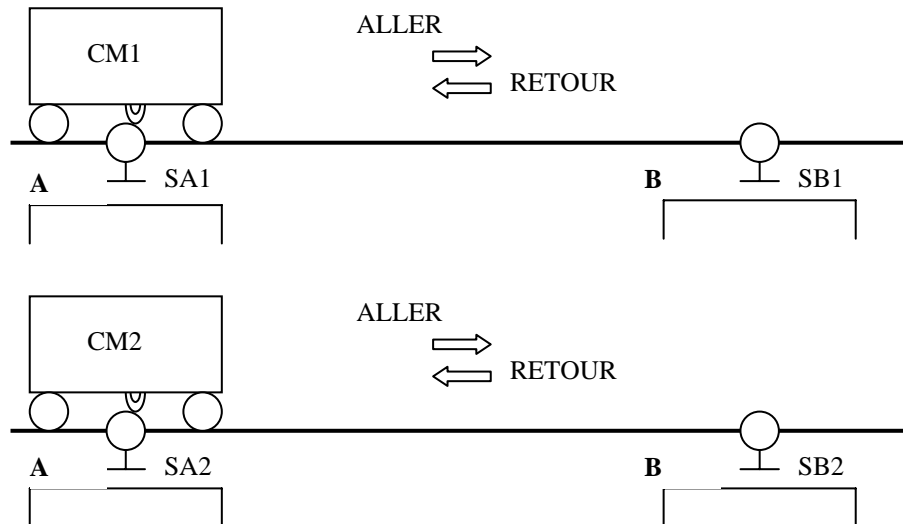 ALLER
CM1
RETOUR
A SA1 B SB1
ALLER
CM2
RETOUR
A SA2 B SB2